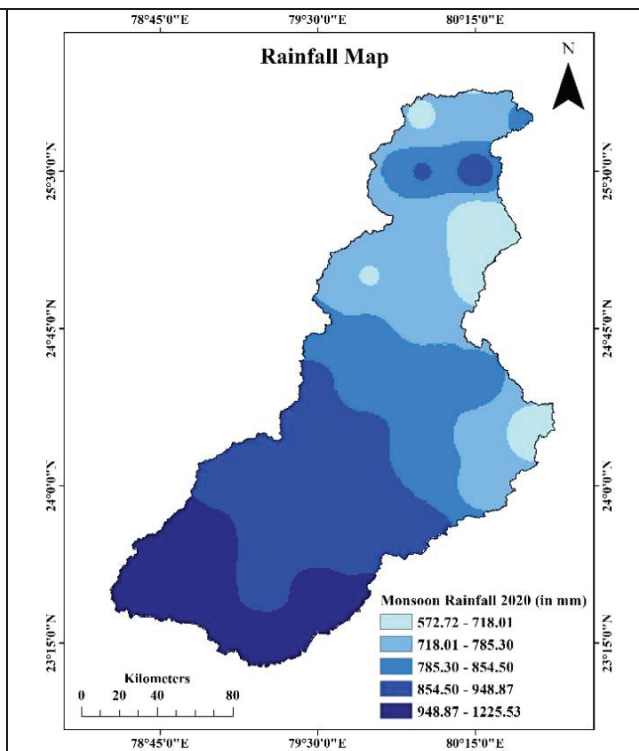 78°45'0"E 79°30'0"E 80°15'0"E
Rainfall Map
N
25°30'0"N 25°30'0"N
24°45'0"N 24°45'0"N
24°0'0"N 24°0'0"N
23°15'0"N 23°15'0"N
Monsoon Rainfall 2020 (in mm)
572.72 - 718.01
718.01 - 785.30
785.30 - 854.50
854.50 - 948.87
948.87 - 1225.53
Kilometers
0 20 40 80
78°45'0"E 79°30'0"E 80°15'0"E